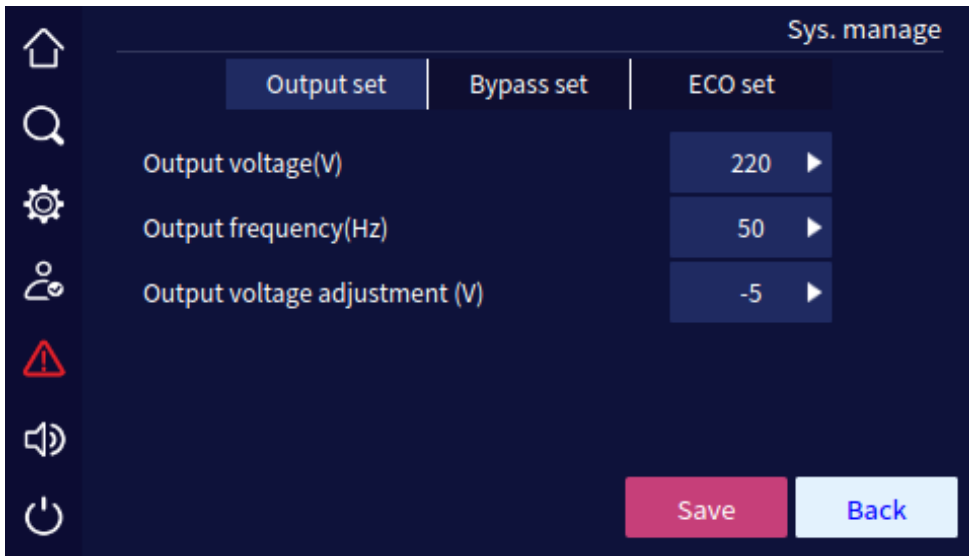 Sys. manage
Output set Bypass set ECO set
Output voltage(V) 220
Output frequency(Hz) 50
Output voltage adjustment (V) -5
Save Back